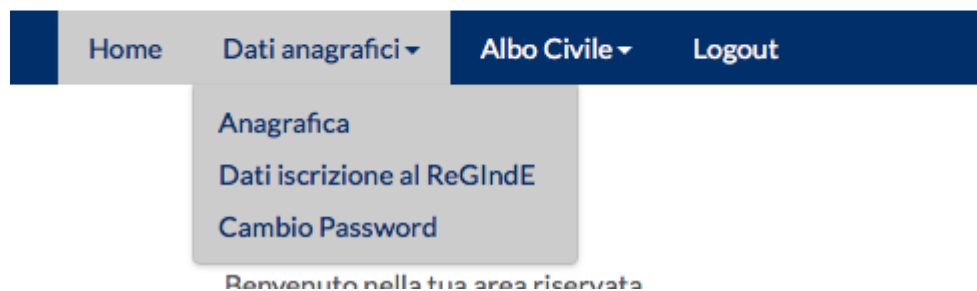 Home Dati anagrafici Albo Civile Logout
Anagrafica
Dati iscrizione al ReGIndE
Cambio Password
Benvenuto nella tua area riservata